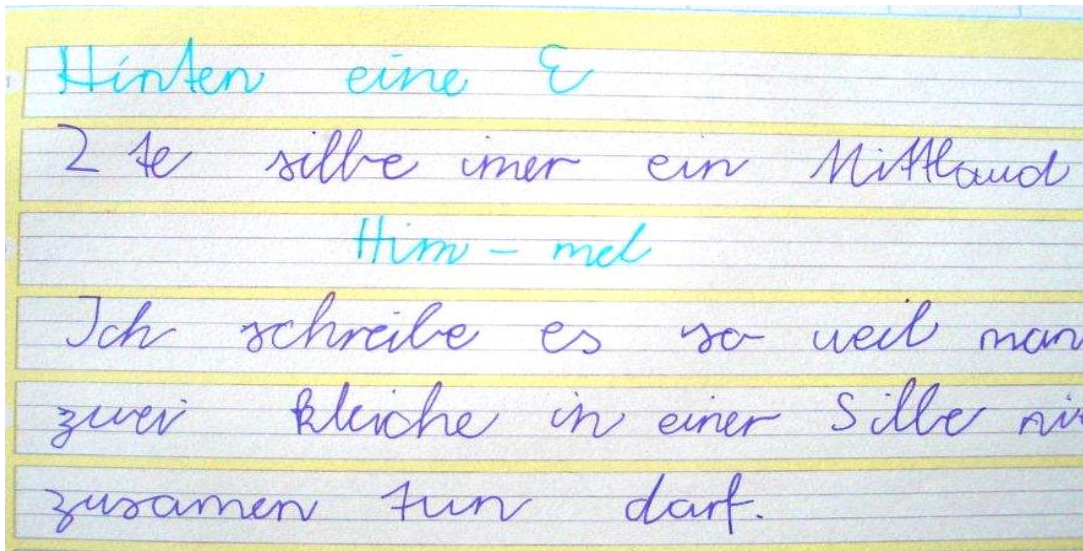 Hinten eine E
2 te silbe imer ein Mittlaud
Him - mel
Ich schreibe es so weil man
zwei kleiche in einer Silbe
zusamen tun darf.